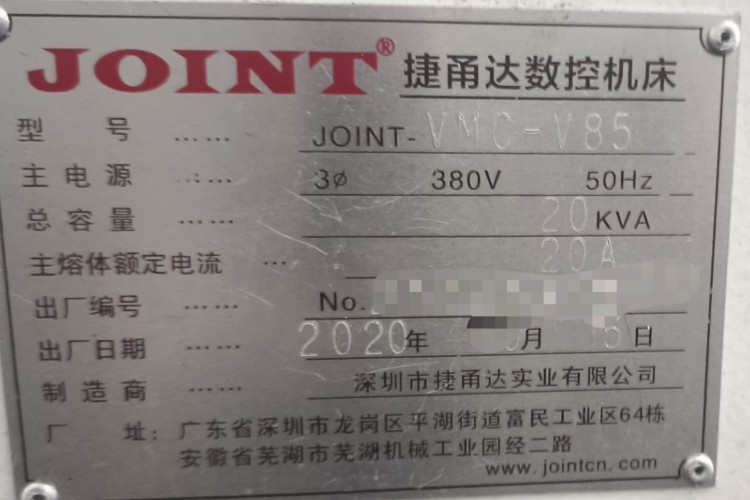 JOINT® 捷甬达数控机床
型 号 …… JOINT-VMC-V85
主电源 …… 3ø 380V 50Hz
总容量 …… 20KVA
主熔体额定电流 … 20A
出厂编号 …… No.
出厂日期 …… 2020年 月 日
制造商 …… 深圳市捷甬达实业有限公司
厂 址：广东省深圳市龙岗区平湖街道富民工业区64栋
安徽省芜湖市芜湖机械工业园经二路
www.jointcn.com